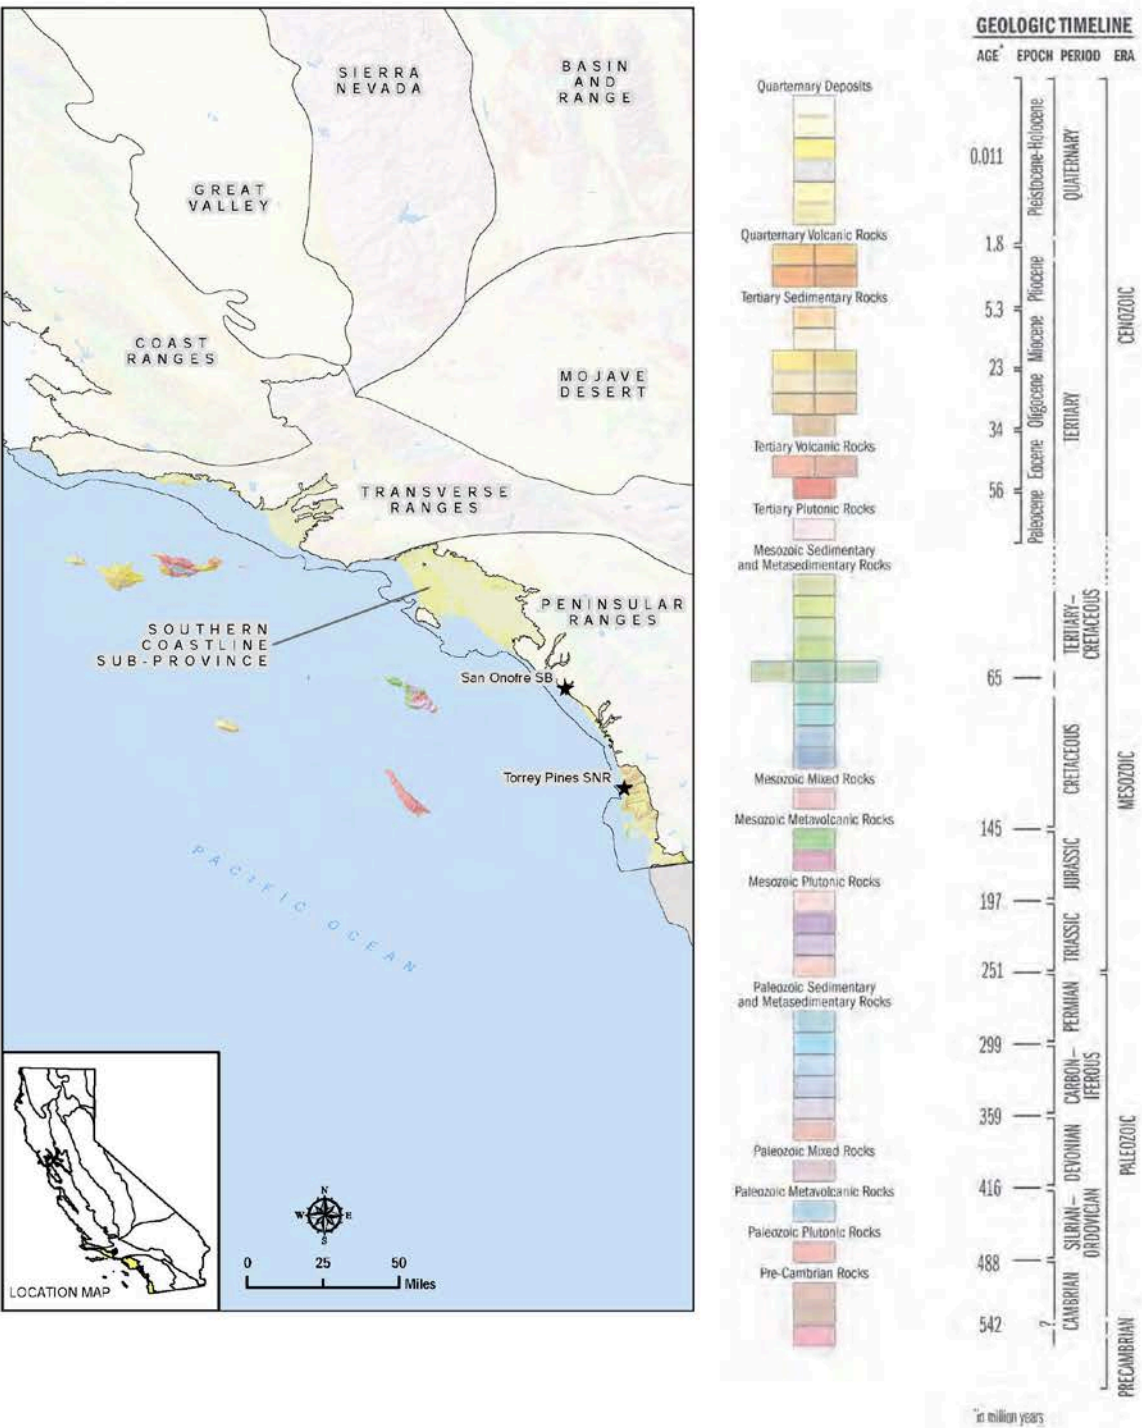 SIERRA
NEVADA
BASIN
AND
RANGE
GREAT
VALLEY
COAST
RANGES
MOJAVE
DESERT
TRANSVERSE
RANGES
PENINSULAR
RANGES
SOUTHERN
COASTLINE
SUB-PROVINCE
San Onofre SB
Torrey Pines SNR
PACIFIC OCEAN
LOCATION MAP
N
W E
S
0 25 50
Miles
Quarternary Deposits
Quarternary Volcanic Rocks
Tertiary Sedimentary Rocks
Tertiary Volcanic Rocks
Tertiary Plutonic Rocks
Mesozoic Sedimentary
and Metasedimentary Rocks
Mesozoic Mixed Rocks
Mesozoic Metavolcanic Rocks
Mesozoic Plutonic Rocks
Paleozoic Sedimentary
and Metasedimentary Rocks
Paleozoic Mixed Rocks
Paleozoic Metavolcanic Rocks
Paleozoic Plutonic Rocks
Pre-Cambrian Rocks
GEOLOGIC TIMELINE
AGE* EPOCH PERIOD ERA
0.011
1.8
5.3
23
34
56
65
145
197
251
299
359
416
488
542
Pleistocene-Holocene
Pliocene
Miocene
Oligocene
Eocene
Paleocene
QUATERNARY
TERTIARY
TERTIARY–
CRETACEOUS
CRETACEOUS
JURASSIC
TRIASSIC
PERMIAN
CARBON–
IFEROUS
DEVONIAN
SILRIAN–
ORDOVICIAN
CAMBRIAN
?
CENOZOIC
MESOZOIC
PALEOZOIC
PRECAMBRIAN
*in million years